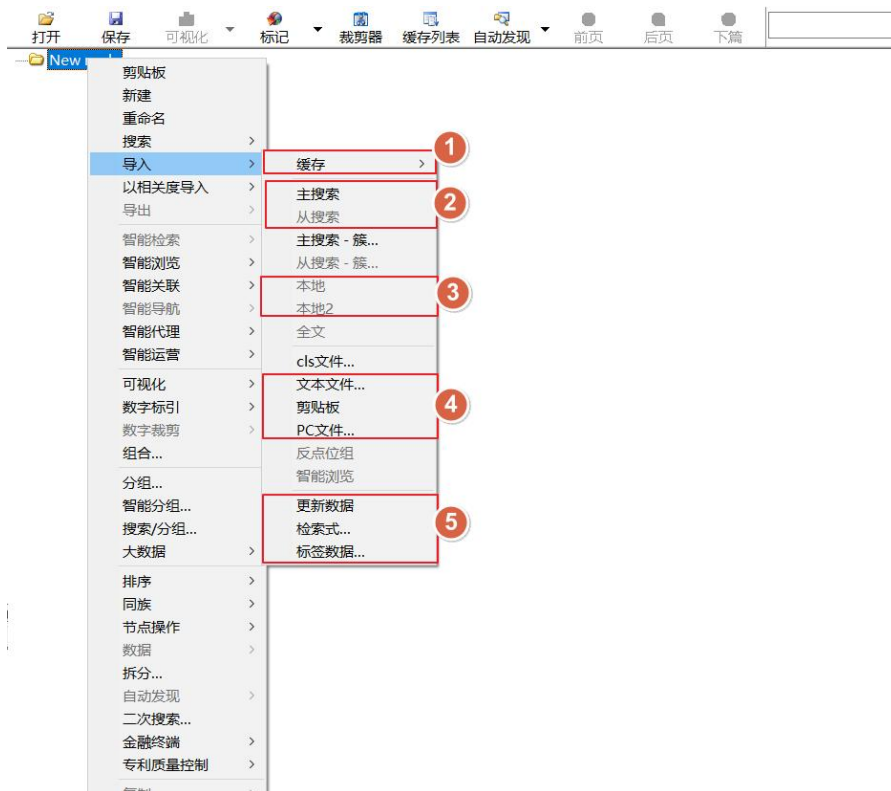 打开 保存 可视化 标记 裁剪器 缓存列表 自动发现 前页 后页 下篇
New
剪贴板
新建
重命名
搜索
导入
以相关度导入
导出
智能检索
智能浏览
智能关联
智能导航
智能代理
智能运营
可视化
数字标引
数字裁剪
组合...
分组...
智能分组...
搜索/分组...
大数据
排序
同族
节点操作
数据
拆分...
自动发现
二次搜索...
金融终端
专利质量控制
缓存
1
主搜索
2
从搜索
主搜索 - 簇...
从搜索 - 簇...
本地
3
本地2
全文
cls文件...
文本文件...
剪贴板
4
PC文件...
反点位组
智能浏览
更新数据
检索式...
5
标签数据...